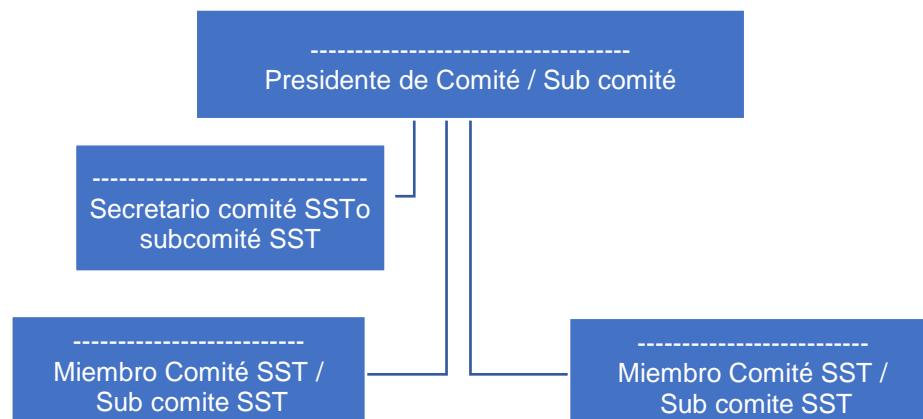 ------------------------------------
Presidente de Comité / Sub comité
-------------------------------
Secretario comité SSTo
subcomité SST
--------------------------
Miembro Comité SST /
Sub comite SST
--------------------------
Miembro Comité SST /
Sub comite SST